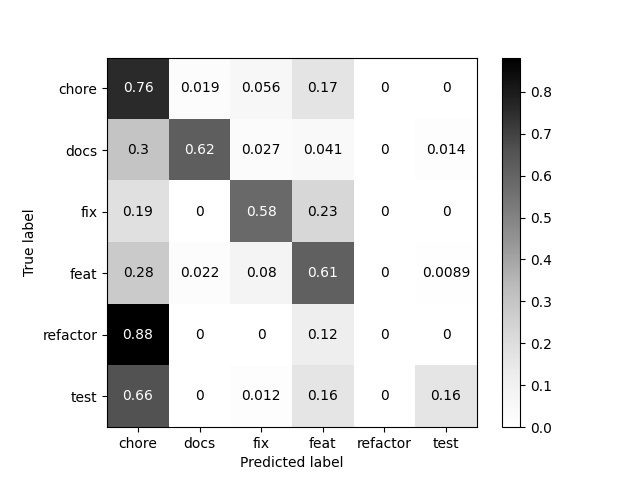 chore 0.76 0.019 0.056 0.17 0 0
docs 0.3 0.62 0.027 0.041 0 0.014
fix 0.19 0 0.58 0.23 0 0
feat 0.28 0.022 0.08 0.61 0 0.0089
refactor 0.88 0 0 0.12 0 0
test 0.66 0 0.012 0.16 0 0.16
chore docs fix feat refactor test
Predicted label
True label
0.8
0.7
0.6
0.5
0.4
0.3
0.2
0.1
0.0